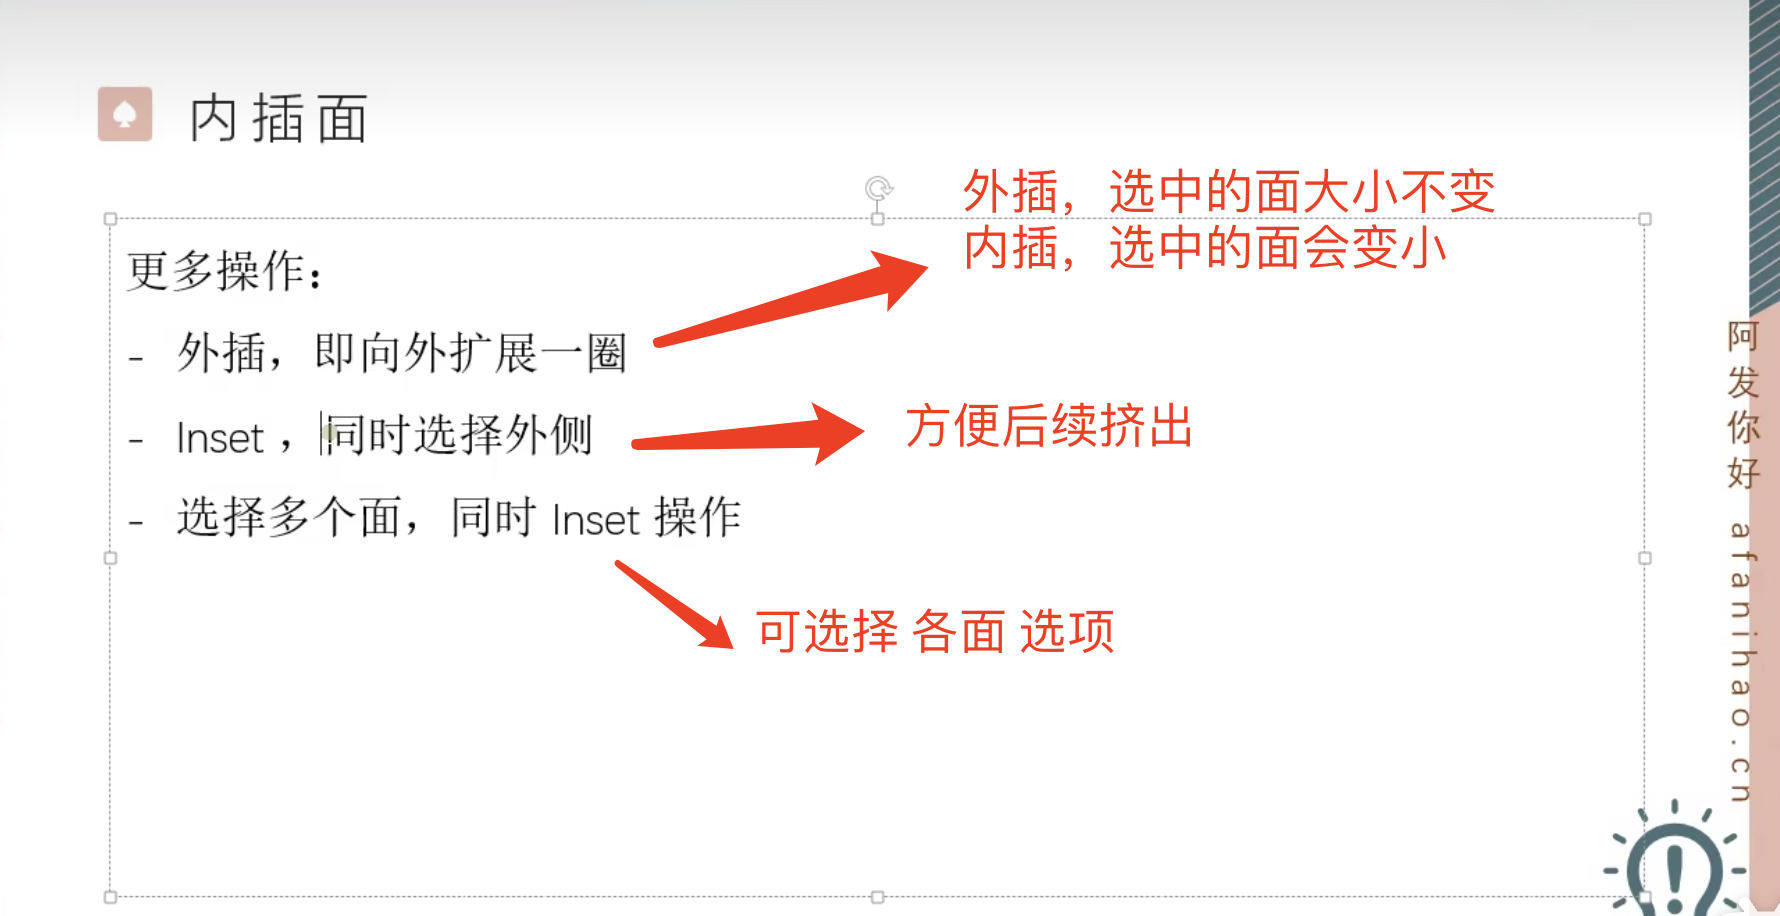 内插面
外插，选中的面大小不变
内插，选中的面会变小
更多操作：
- 外插，即向外扩展一圈
- Inset ，同时选择外侧
方便后续挤出
- 选择多个面，同时 Inset 操作
可选择 各面 选项
阿发你好 afanihao.cn